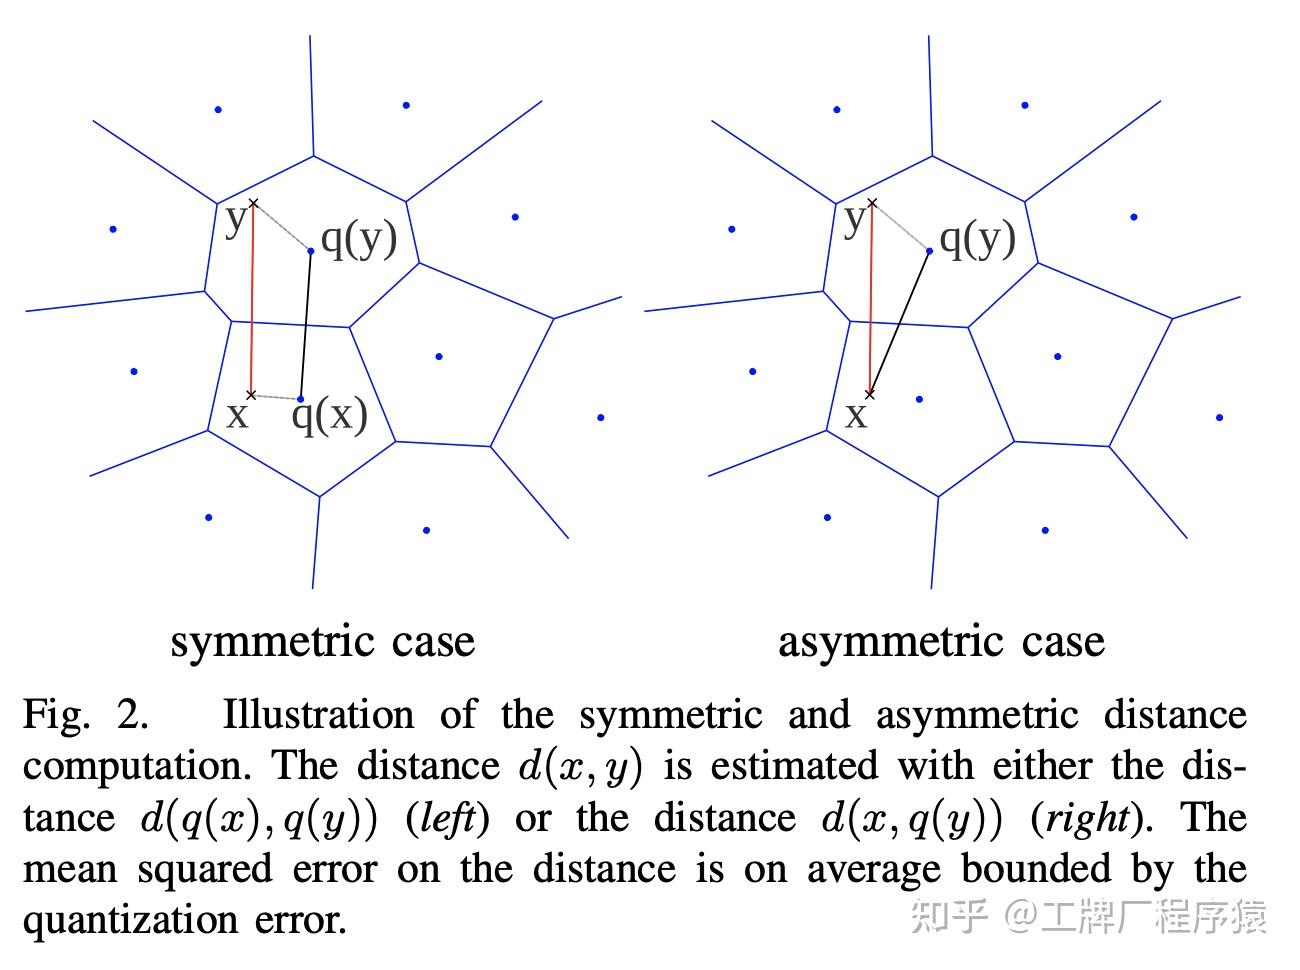 y
q(y)
x
q(x)
y
q(y)
x
symmetric case
asymmetric case
Fig. 2. Illustration of the symmetric and asymmetric distance
computation. The distance d(x, y) is estimated with either the dis-
tance d(q(x), q(y)) (left) or the distance d(x, q(y)) (right). The
mean squared error on the distance is on average bounded by the
quantization error.
知乎 @工牌厂程序猿